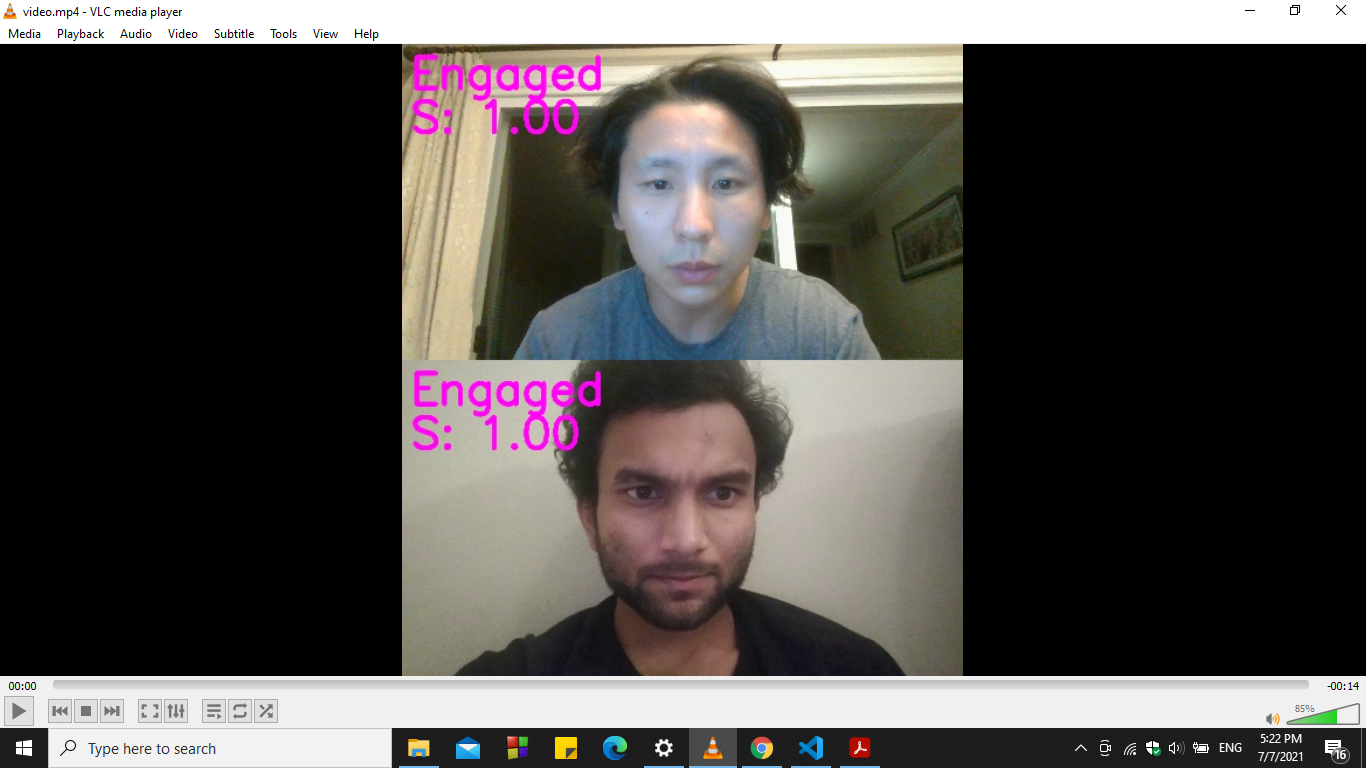 video.mp4 - VLC media player
Media Playback Audio Video Subtitle Tools View Help
Engaged
S: 1.00
Engaged
S: 1.00
00:00 -00:14
85%
Type here to search
ENG
5:22 PM
7/7/2021
16